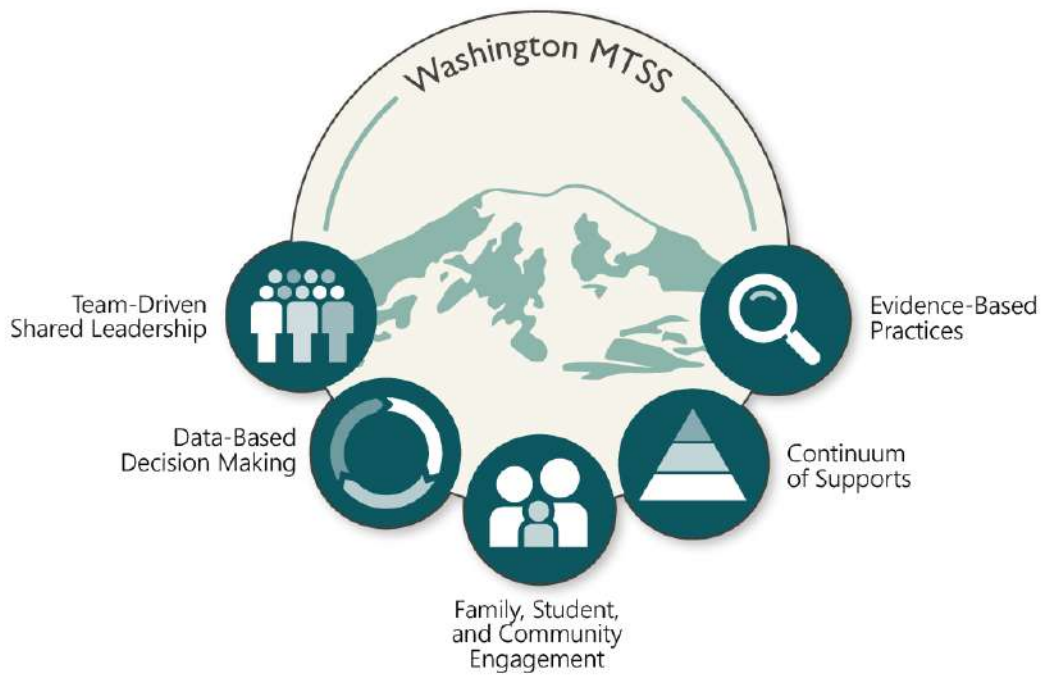 Washington MTSS
Team-Driven
Shared Leadership
Data-Based
Decision Making
Family, Student,
and Community
Engagement
Continuum
of Supports
Evidence-Based
Practices